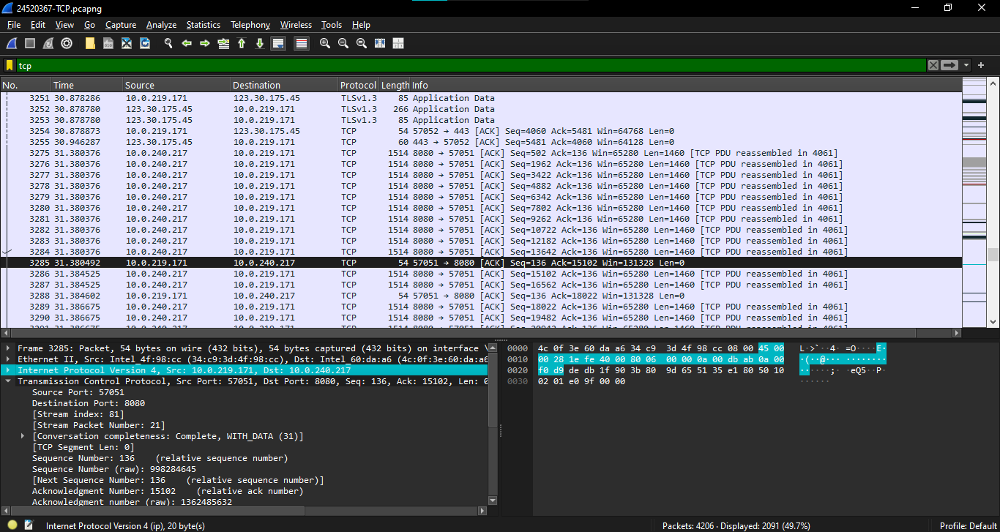 24520367-TCP.pcapng
File Edit View Go Capture Analyze Statistics Telephony Wireless Tools Help
tcp
No. Time Source Destination Protocol Length Info
3251 30.878286 10.0.219.171 123.30.175.45 TLSv1.3 85 Application Data
3252 30.878780 123.30.175.45 10.0.219.171 TLSv1.3 266 Application Data
3253 30.878780 123.30.175.45 10.0.219.171 TLSv1.3 85 Application Data
3254 30.878873 10.0.219.171 123.30.175.45 TCP 54 57052 → 443 [ACK] Seq=4060 Ack=5481 Win=64768 Len=0
3255 30.946287 123.30.175.45 10.0.219.171 TCP 60 443 → 57052 [ACK] Seq=5481 Ack=4060 Win=64128 Len=0
3275 31.380376 10.0.240.217 10.0.219.171 TCP 1514 8080 → 57051 [ACK] Seq=502 Ack=136 Win=65280 Len=1460 [TCP PDU reassembled in 4061]
3276 31.380376 10.0.240.217 10.0.219.171 TCP 1514 8080 → 57051 [ACK] Seq=1962 Ack=136 Win=65280 Len=1460 [TCP PDU reassembled in 4061]
3277 31.380376 10.0.240.217 10.0.219.171 TCP 1514 8080 → 57051 [ACK] Seq=3422 Ack=136 Win=65280 Len=1460 [TCP PDU reassembled in 4061]
3278 31.380376 10.0.240.217 10.0.219.171 TCP 1514 8080 → 57051 [ACK] Seq=4882 Ack=136 Win=65280 Len=1460 [TCP PDU reassembled in 4061]
3279 31.380376 10.0.240.217 10.0.219.171 TCP 1514 8080 → 57051 [ACK] Seq=6342 Ack=136 Win=65280 Len=1460 [TCP PDU reassembled in 4061]
3280 31.380376 10.0.240.217 10.0.219.171 TCP 1514 8080 → 57051 [ACK] Seq=7802 Ack=136 Win=65280 Len=1460 [TCP PDU reassembled in 4061]
3281 31.380376 10.0.240.217 10.0.219.171 TCP 1514 8080 → 57051 [ACK] Seq=9262 Ack=136 Win=65280 Len=1460 [TCP PDU reassembled in 4061]
3282 31.380376 10.0.240.217 10.0.219.171 TCP 1514 8080 → 57051 [ACK] Seq=10722 Ack=136 Win=65280 Len=1460 [TCP PDU reassembled in 4061]
3283 31.380376 10.0.240.217 10.0.219.171 TCP 1514 8080 → 57051 [ACK] Seq=12182 Ack=136 Win=65280 Len=1460 [TCP PDU reassembled in 4061]
3284 31.380376 10.0.240.217 10.0.219.171 TCP 1514 8080 → 57051 [ACK] Seq=13642 Ack=136 Win=65280 Len=1460 [TCP PDU reassembled in 4061]
3285 31.380492 10.0.219.171 10.0.240.217 TCP 54 57051 → 8080 [ACK] Seq=136 Ack=15102 Win=131328 Len=0
3286 31.384525 10.0.240.217 10.0.219.171 TCP 1514 8080 → 57051 [ACK] Seq=15102 Ack=136 Win=65280 Len=1460 [TCP PDU reassembled in 4061]
3287 31.384525 10.0.240.217 10.0.219.171 TCP 1514 8080 → 57051 [ACK] Seq=16562 Ack=136 Win=65280 Len=1460 [TCP PDU reassembled in 4061]
3288 31.384602 10.0.219.171 10.0.240.217 TCP 54 57051 → 8080 [ACK] Seq=136 Ack=18022 Win=131328 Len=0
3289 31.386675 10.0.240.217 10.0.219.171 TCP 1514 8080 → 57051 [ACK] Seq=18022 Ack=136 Win=65280 Len=1460 [TCP PDU reassembled in 4061]
3290 31.386675 10.0.240.217 10.0.219.171 TCP 1514 8080 → 57051 [ACK] Seq=19482 Ack=136 Win=65280 Len=1460 [TCP PDU reassembled in 4061]
Frame 3285: Packet, 54 bytes on wire (432 bits), 54 bytes captured (432 bits) on interface \
Ethernet II, Src: Intel_4f:98:cc (34:c9:3d:4f:98:cc), Dst: Intel_60:da:a6 (4c:0f:3e:60:da:a6
Internet Protocol Version 4, Src: 10.0.219.171, Dst: 10.0.240.217
Transmission Control Protocol, Src Port: 57051, Dst Port: 8080, Seq: 136, Ack: 15102, Len: 0
Source Port: 57051
Destination Port: 8080
[Stream index: 81]
[Stream Packet Number: 21]
[Conversation completeness: Complete, WITH_DATA (31)]
[TCP Segment Len: 0]
Sequence Number: 136 (relative sequence number)
Sequence Number (raw): 998284645
[Next Sequence Number: 136 (relative sequence number)]
Acknowledgment Number: 15102 (relative ack number)
Acknowledgment number (raw): 1362485632
0000 4c 0f 3e 60 da a6 34 c9 3d 4f 98 cc 08 00 45 00 L·>`··4· =O····E·
0010 00 28 1e fe 40 00 80 06 00 00 0a 00 db ab 0a 00 ·(··@··· ········
0020 f0 d9 de db 1f 90 3b 80 9d 65 51 35 e1 80 50 10 ······;· ·eQ5··P·
0030 02 01 e0 9f 00 00 ······
Internet Protocol Version 4 (ip), 20 byte(s)
Packets: 4206 · Displayed: 2091 (49.7%)
Profile: Default